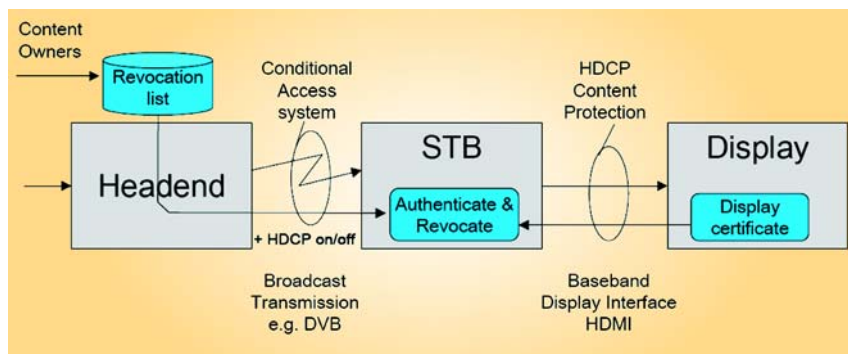 Content
Owners
Revocation
list
Conditional
Access
system
HDCP
Content
Protection
Headend
STB
Display
Authenticate &
Revocate
Display
certificate
+ HDCP on/off
Broadcast
Transmission
e.g. DVB
Baseband
Display Interface
HDMI